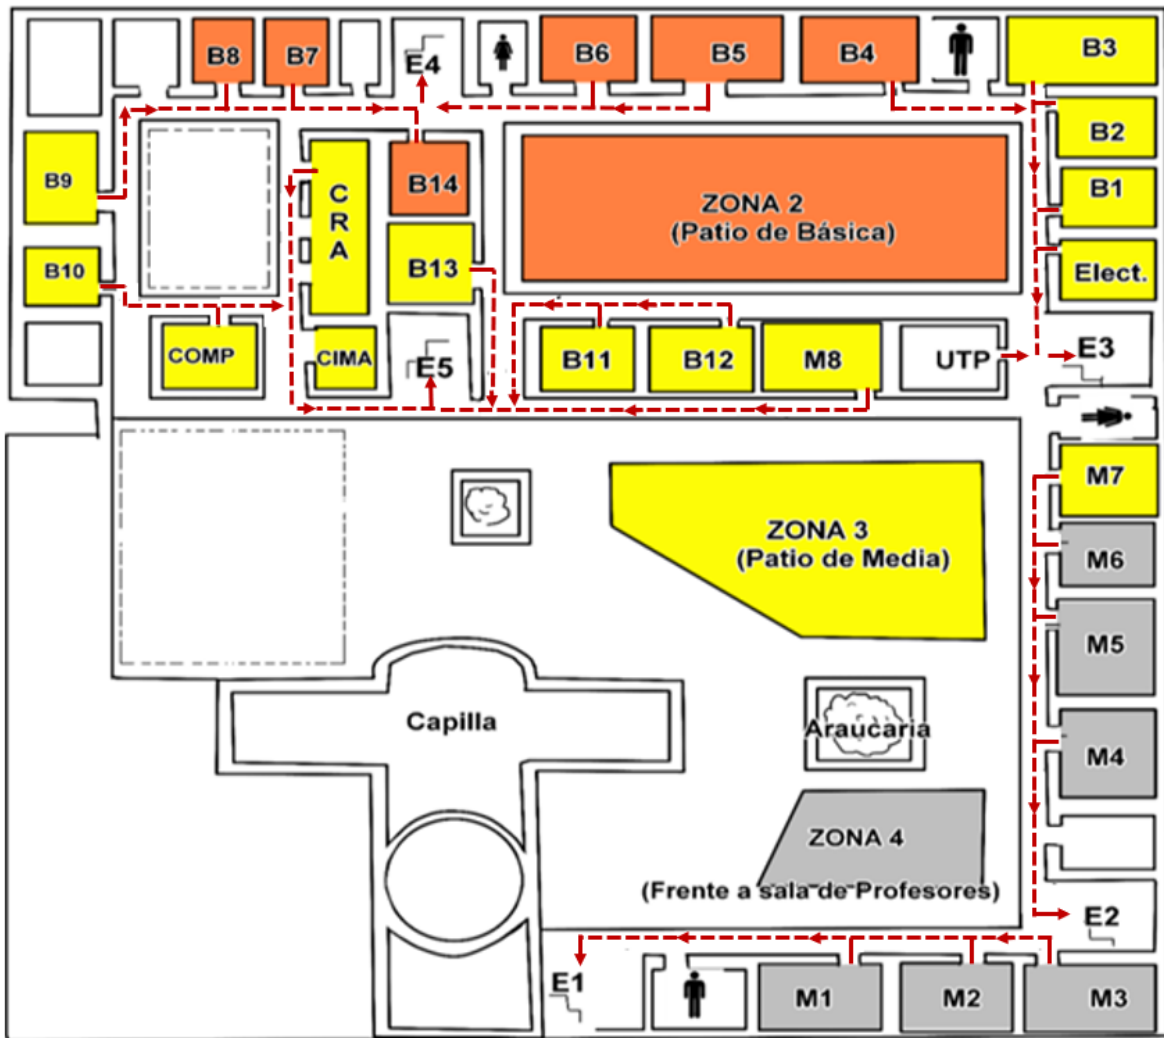 B8
B7
E4
B6
B5
B4
B3
B2
B9
B14
B1
C
R
A
ZONA 2
(Patio de Básica)
B10
B13
Elect.
COMP
CIMA
E5
B11
B12
M8
UTP
E3
M7
ZONA 3
(Patio de Media)
M6
M5
Capilla
Araucaria
M4
ZONA 4
(Frente a sala de Profesores)
E2
E1
M1
M2
M3